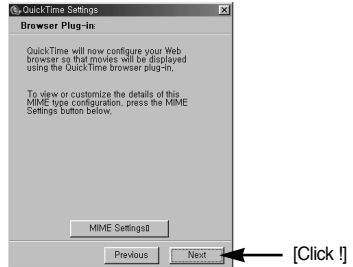 QuickTime Settings
Browser Plug-in:
QuickTime will now configure your Web
browser so that movies will be displayed
using the QuickTime browser plug-in,
To view or customize the details of this
MIME type configuration, press the MIME
Settings button below,
MIME Settings▯
Previous
Next
[Click !]